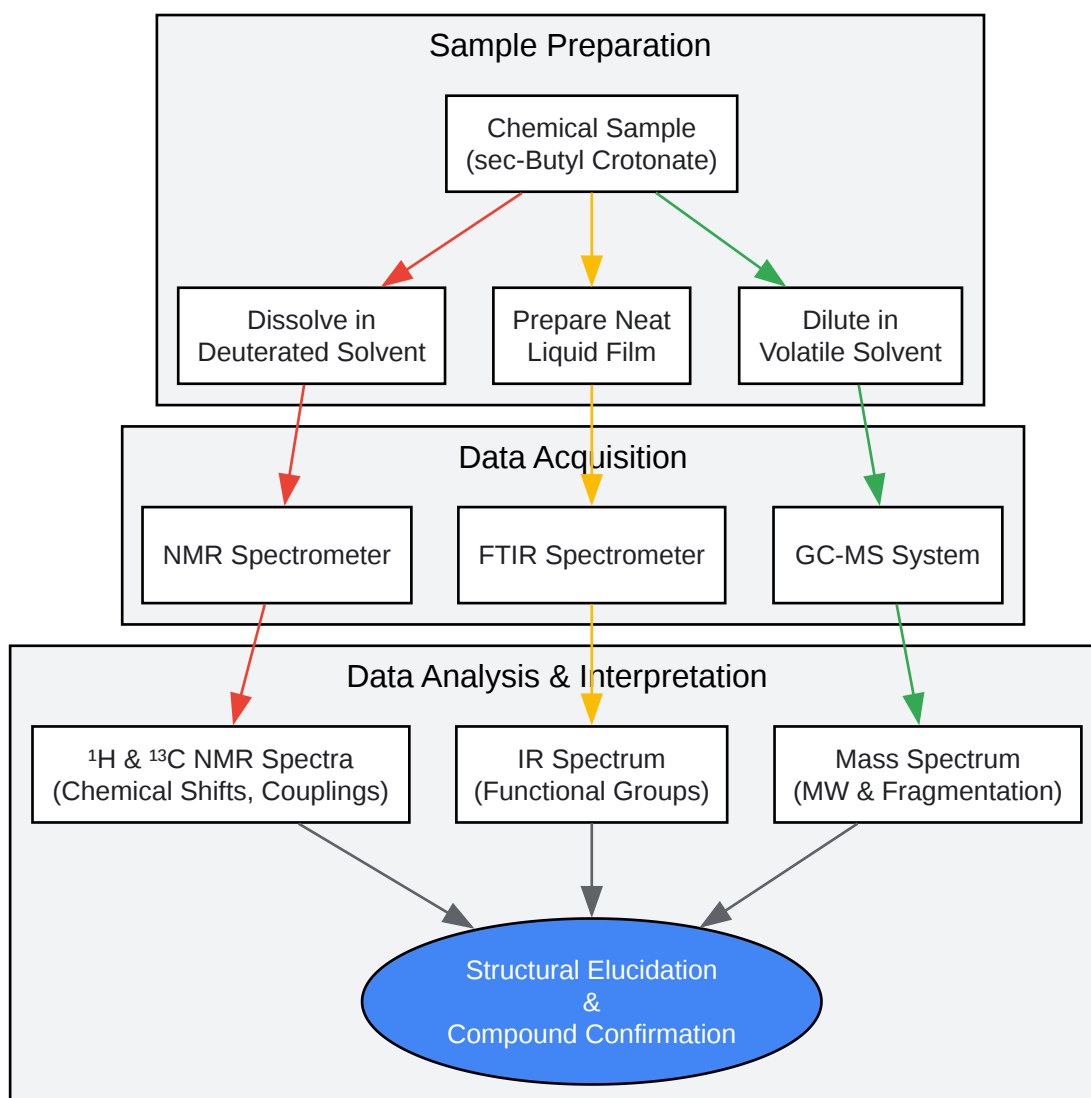 Sample Preparation
Chemical Sample
(sec-Butyl Crotonate)
Dissolve in
Deuterated Solvent
Prepare Neat
Liquid Film
Dilute in
Volatile Solvent
Data Acquisition
NMR Spectrometer
FTIR Spectrometer
GC-MS System
Data Analysis & Interpretation
¹H & ¹³C NMR Spectra
(Chemical Shifts, Couplings)
IR Spectrum
(Functional Groups)
Mass Spectrum
(MW & Fragmentation)
Structural Elucidation
&
Compound Confirmation